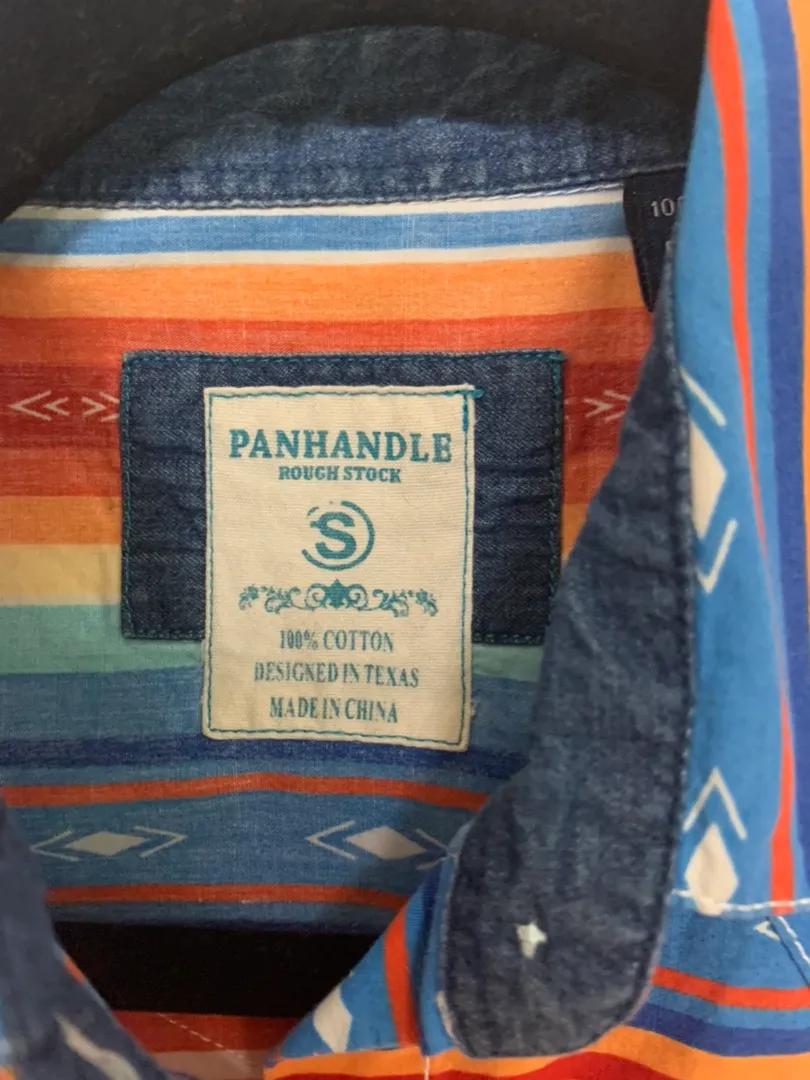 PANHANDLE
ROUGH STOCK
S
100% COTTON
DESIGNED IN TEXAS
MADE IN CHINA